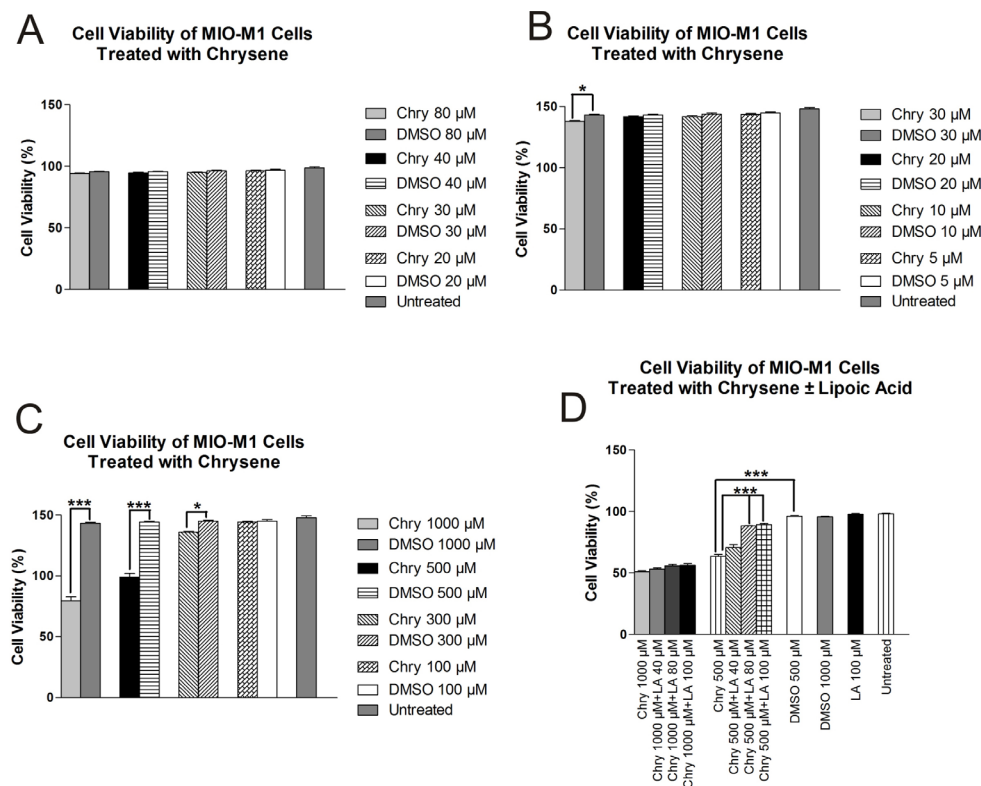 A
Cell Viability of MIO-M1 Cells
Treated with Chrysene
Cell Viability (%)
150
100
50
0
Chry 80 µM
DMSO 80 µM
Chry 40 µM
DMSO 40 µM
Chry 30 µM
DMSO 30 µM
Chry 20 µM
DMSO 20 µM
Untreated
B
Cell Viability of MIO-M1 Cells
Treated with Chrysene
Cell Viability (%)
150
100
50
0
*
Chry 30 µM
DMSO 30 µM
Chry 20 µM
DMSO 20 µM
Chry 10 µM
DMSO 10 µM
Chry 5 µM
DMSO 5 µM
Untreated
C
Cell Viability of MIO-M1 Cells
Treated with Chrysene
Cell Viability (%)
150
100
50
0
***
***
*
Chry 1000 µM
DMSO 1000 µM
Chry 500 µM
DMSO 500 µM
Chry 300 µM
DMSO 300 µM
Chry 100 µM
DMSO 100 µM
Untreated
D
Cell Viability of MIO-M1 Cells
Treated with Chrysene ± Lipoic Acid
Cell Viability (%)
150
100
50
0
***
***
Chry 1000 µM
Chry 1000 µM+LA 40 µM
Chry 1000 µM+LA 80 µM
Chry 1000 µM+LA 100 µM
Chry 500 µM
Chry 500 µM+LA 40 µM
Chry 500 µM+LA 80 µM
Chry 500 µM+LA 100 µM
DMSO 500 µM
DMSO 1000 µM
LA 100 µM
Untreated